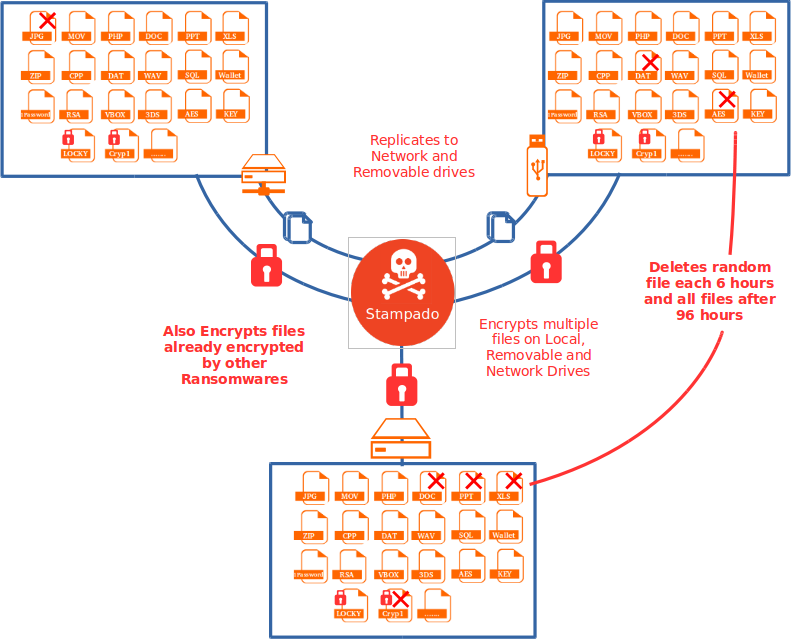 JPG MOV PHP DOC PPT XLS
ZIP CPP DAT WAV SQL Wallet
1Password RSA VBOX 3DS AES KEY
LOCKY Cryp1 .......
JPG MOV PHP DOC PPT XLS
ZIP CPP DAT WAV SQL Wallet
1Password RSA VBOX 3DS AES KEY
LOCKY Cryp1 .......
Replicates to
Network and
Removable drives
Stampado
Deletes random
file each 6 hours
and all files after
96 hours
Also Encrypts files
already encrypted
by other
Ransomwares
Encrypts multiple
files on Local,
Removable and
Network Drives
JPG MOV PHP DOC PPT XLS
ZIP CPP DAT WAV SQL Wallet
1Password RSA VBOX 3DS AES KEY
LOCKY Cryp1 .......